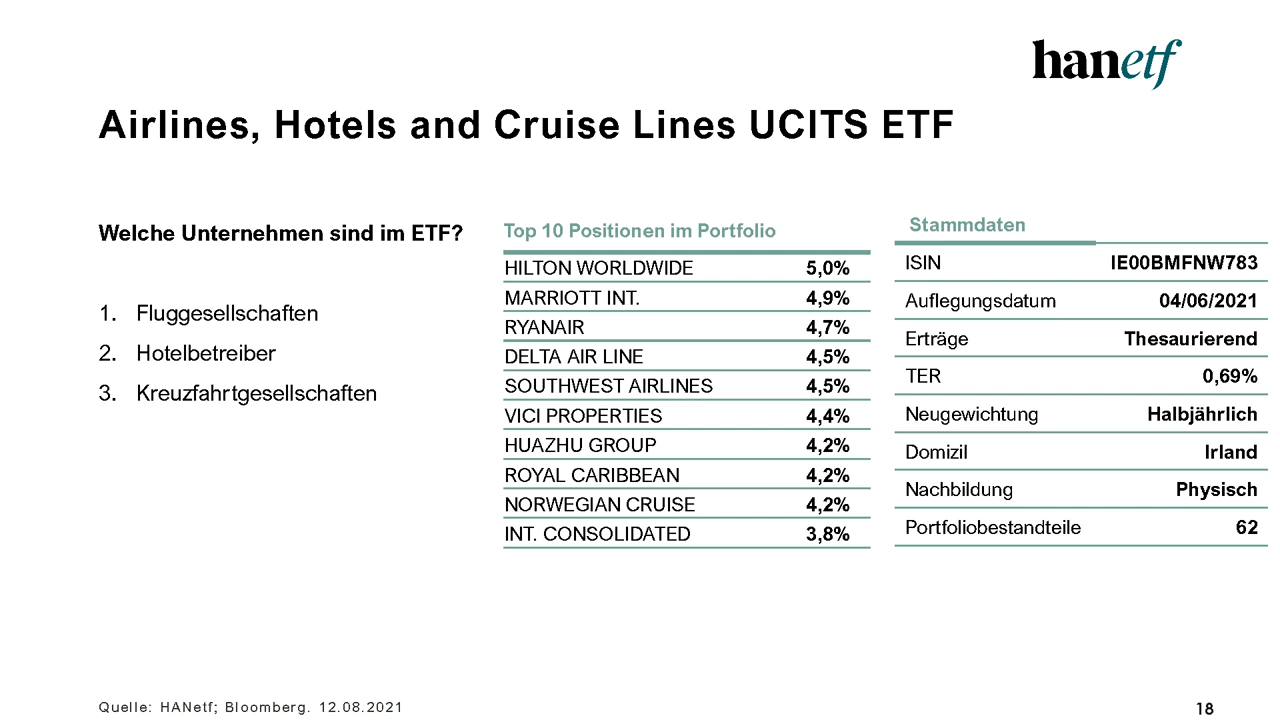 hanetf
Airlines, Hotels and Cruise Lines UCITS ETF
Welche Unternehmen sind im ETF?
1. Fluggesellschaften
2. Hotelbetreiber
3. Kreuzfahrtgesellschaften
Top 10 Positionen im Portfolio
HILTON WORLDWIDE 5,0%
MARRIOTT INT. 4,9%
RYANAIR 4,7%
DELTA AIR LINE 4,5%
SOUTHWEST AIRLINES 4,5%
VICI PROPERTIES 4,4%
HUAZHU GROUP 4,2%
ROYAL CARIBBEAN 4,2%
NORWEGIAN CRUISE 4,2%
INT. CONSOLIDATED 3,8%
Stammdaten
ISIN IE00BMFNW783
Auflegungsdatum 04/06/2021
Erträge Thesaurierend
TER 0,69%
Neugewichtung Halbjährlich
Domizil Irland
Nachbildung Physisch
Portfoliobestandteile 62
Quelle: HANetf; Bloomberg. 12.08.2021
18